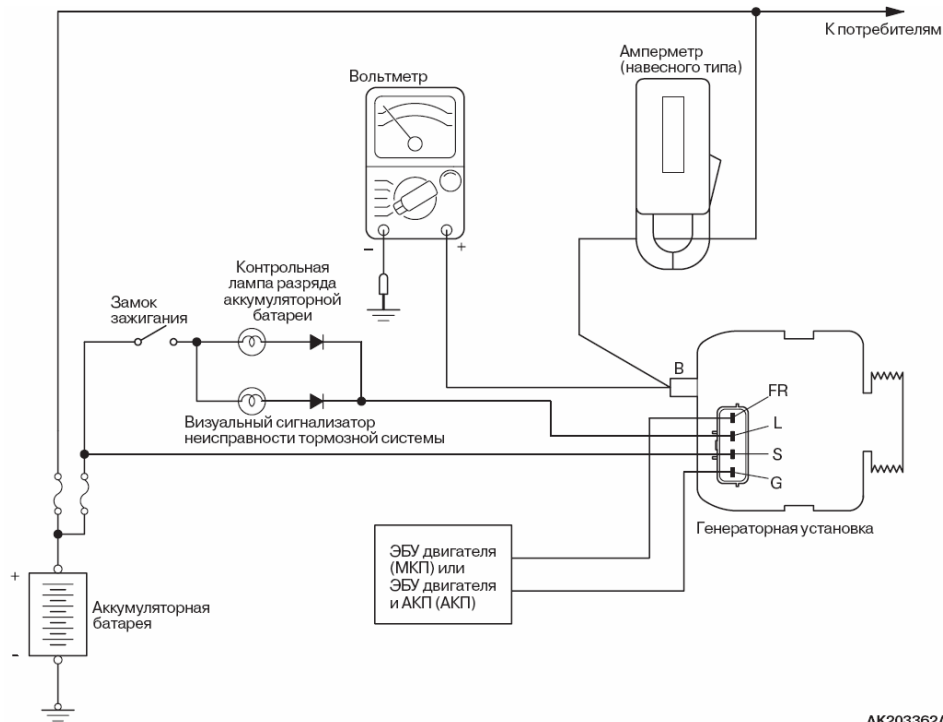 К потребителям
Амперметр
(навесного типа)
Вольтметр
–
+
Контрольная
лампа разряда
аккумуляторной
батареи
Замок
зажигания
B
FR
L
S
G
Визуальный сигнализатор
неисправности тормозной системы
Генераторная установка
ЭБУ двигателя
(МКП) или
ЭБУ двигателя
и АКП (АКП)
+
Аккумуляторная
батарея
-